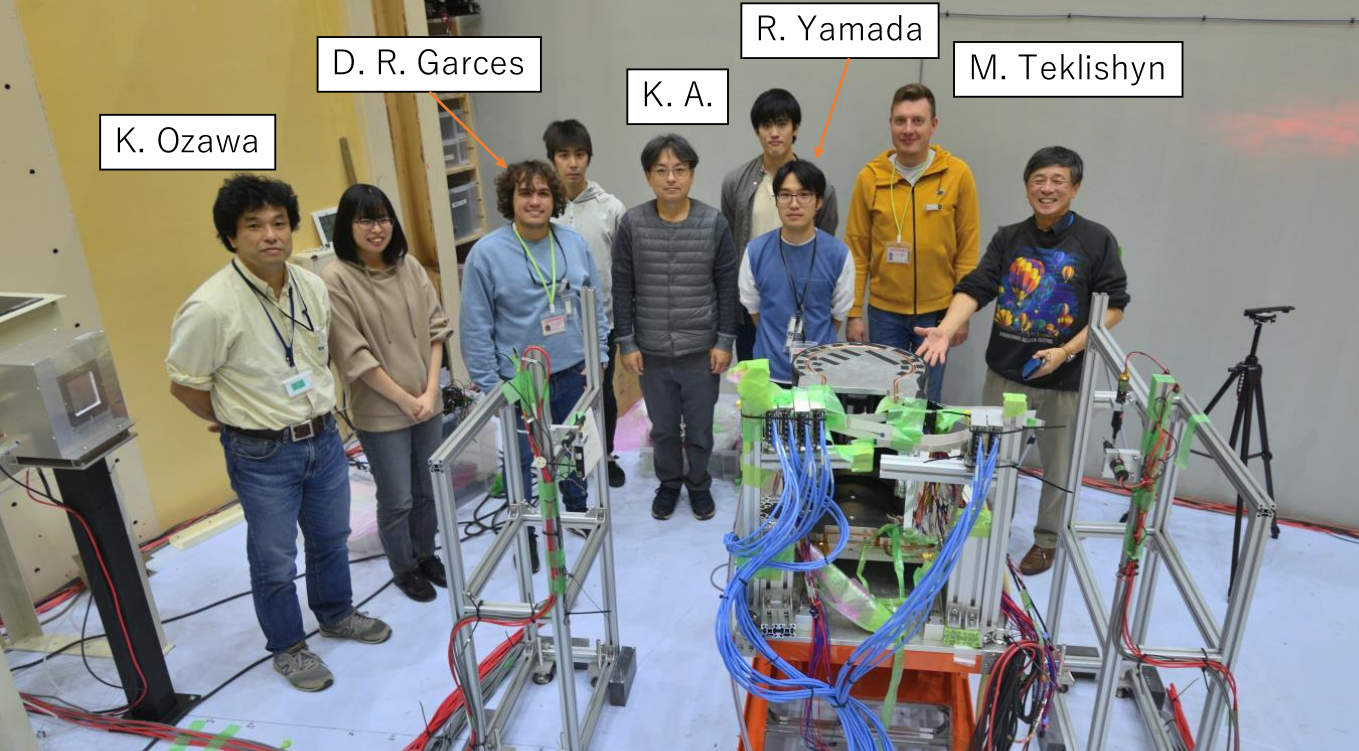 K. Ozawa
D. R. Garces
K. A.
R. Yamada
M. Teklishyn